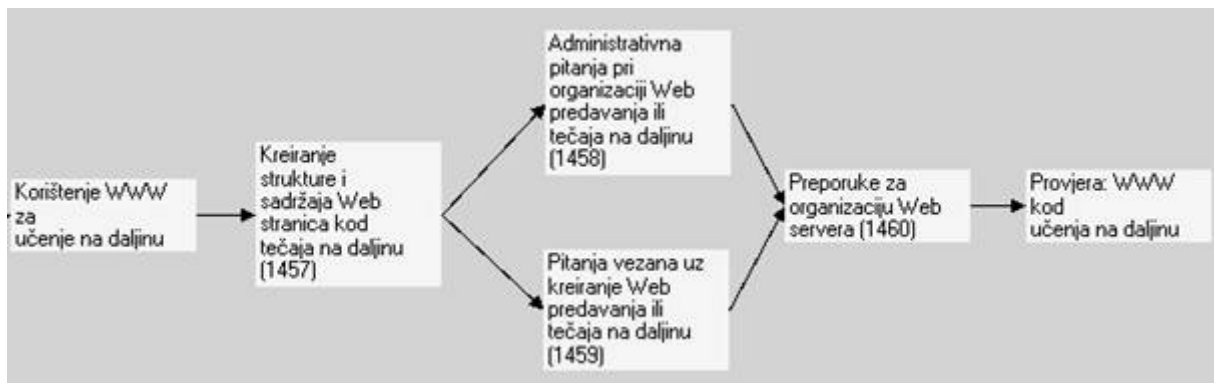 Korištenje WWW
za
učenje na daljinu
Kreiranje
strukture i
sadržaja Web
stranica kod
tečaja na daljinu
(1457)
Administrativna
pitanja pri
organizaciji Web
predavanja ili
tečaja na daljinu
(1458)
Pitanja vezana uz
kreiranje Web
predavanja ili
tečaja na daljinu
(1459)
Preporuke za
organizaciju Web
servera (1460)
Provjera: WWW
kod
učenja na daljinu